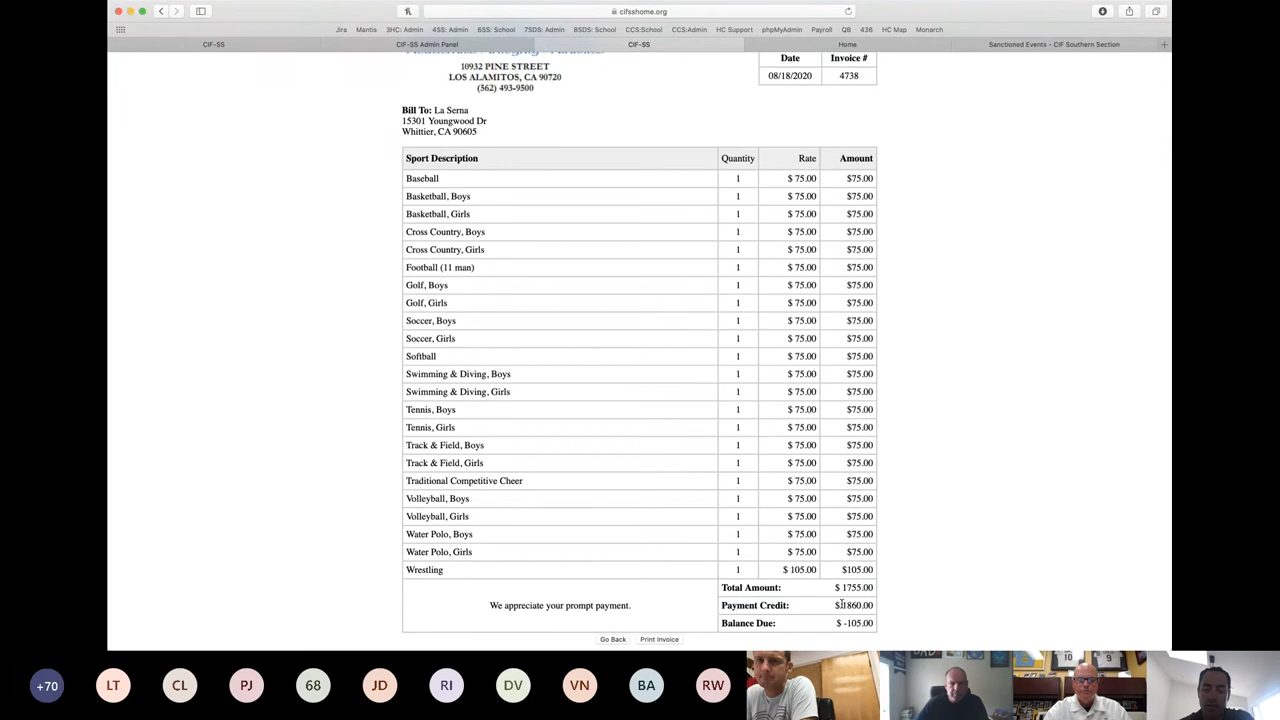 cifsshome.org
Jira Mantis 3HC: Admin 4SS: Admin 6SS: School 7SDS: Admin 8SDS: School CCS:School CCS:Admin HC Support phpMyAdmin Payroll QB 436 HC Map Monarch
CIF-SS CIF-SS Admin Panel CIF-SS Home Sanctioned Events - CIF Southern Section
10932 PINE STREET
LOS ALAMITOS, CA 90720
(562) 493-9500
Date Invoice #
08/18/2020 4738
Bill To: La Serna
15301 Youngwood Dr
Whittier, CA 90605
Sport Description Quantity Rate Amount
Baseball 1 $ 75.00 $75.00
Basketball, Boys 1 $ 75.00 $75.00
Basketball, Girls 1 $ 75.00 $75.00
Cross Country, Boys 1 $ 75.00 $75.00
Cross Country, Girls 1 $ 75.00 $75.00
Football (11 man) 1 $ 75.00 $75.00
Golf, Boys 1 $ 75.00 $75.00
Golf, Girls 1 $ 75.00 $75.00
Soccer, Boys 1 $ 75.00 $75.00
Soccer, Girls 1 $ 75.00 $75.00
Softball 1 $ 75.00 $75.00
Swimming & Diving, Boys 1 $ 75.00 $75.00
Swimming & Diving, Girls 1 $ 75.00 $75.00
Tennis, Boys 1 $ 75.00 $75.00
Tennis, Girls 1 $ 75.00 $75.00
Track & Field, Boys 1 $ 75.00 $75.00
Track & Field, Girls 1 $ 75.00 $75.00
Traditional Competitive Cheer 1 $ 75.00 $75.00
Volleyball, Boys 1 $ 75.00 $75.00
Volleyball, Girls 1 $ 75.00 $75.00
Water Polo, Boys 1 $ 75.00 $75.00
Water Polo, Girls 1 $ 75.00 $75.00
Wrestling 1 $ 105.00 $105.00
Total Amount: $ 1755.00
We appreciate your prompt payment. Payment Credit: $ 1860.00
Balance Due: $ -105.00
Go Back Print Invoice
+70 LT CL PJ 68 JD RI DV VN BA RW